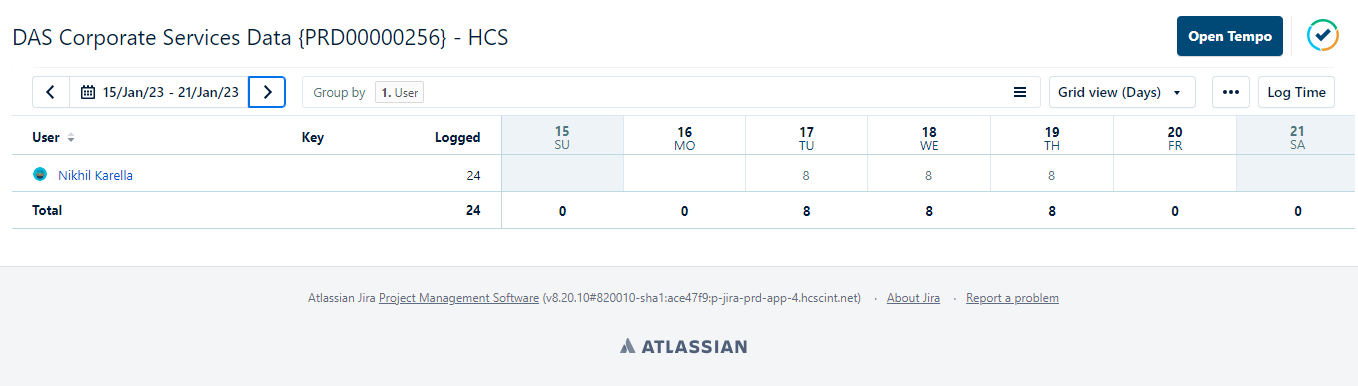 DAS Corporate Services Data {PRD00000256} - HCS
Open Tempo
15/Jan/23 - 21/Jan/23
Group by 1. User
Grid view (Days)
Log Time
User Key Logged 15 16 17 18 19 20 21
SU MO TU WE TH FR SA
Nikhil Karella 24 8 8 8
Total 24 0 0 8 8 8 0 0
Atlassian Jira Project Management Software (v8.20.10#820010-sha1:ace47f9:p-jira-prd-app-4.hcscint.net) · About Jira · Report a problem
ATLASSIAN